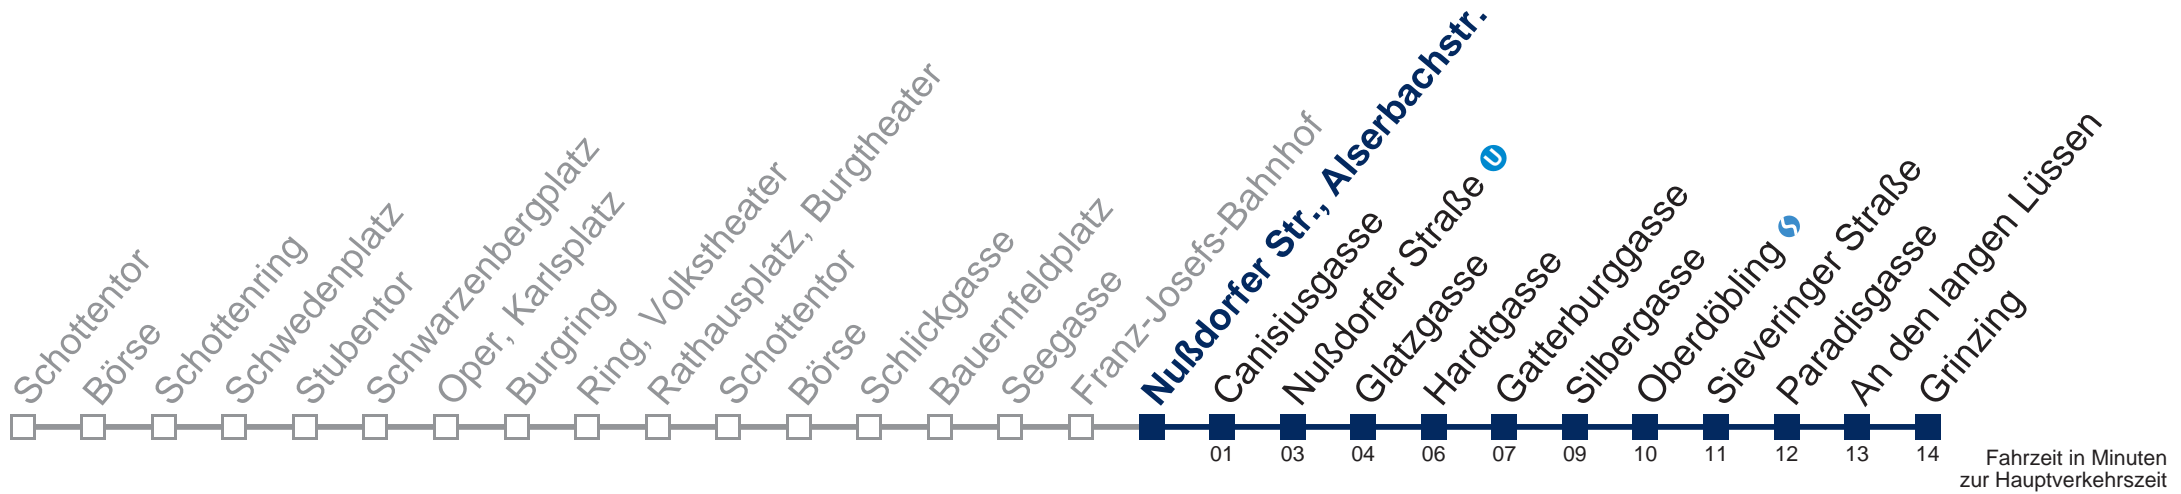 Schottentor
Börse
Schottenring
Schwedenplatz
Stubentor
Schwarzenbergplatz
Oper, Karlsplatz
Burgring
Ring, Volkstheater
Rathausplatz, Burgtheater
Schottentor
Börse
Schlickgasse
Bauernfeldplatz
Seegasse
Franz-Josefs-Bahnhof
Nußdorfer Str., Alserbachstr.
Canisiusgasse
Nußdorfer Straße U
Glatzgasse
Hardtgasse
Gatterburggasse
Silbergasse
Oberdöbling S
Sieveringer Straße
Paradisgasse
An den langen Lüssen
Grinzing
01 03 04 06 07 09 10 11 12 13 14
Fahrzeit in Minuten
zur Hauptverkehrszeit